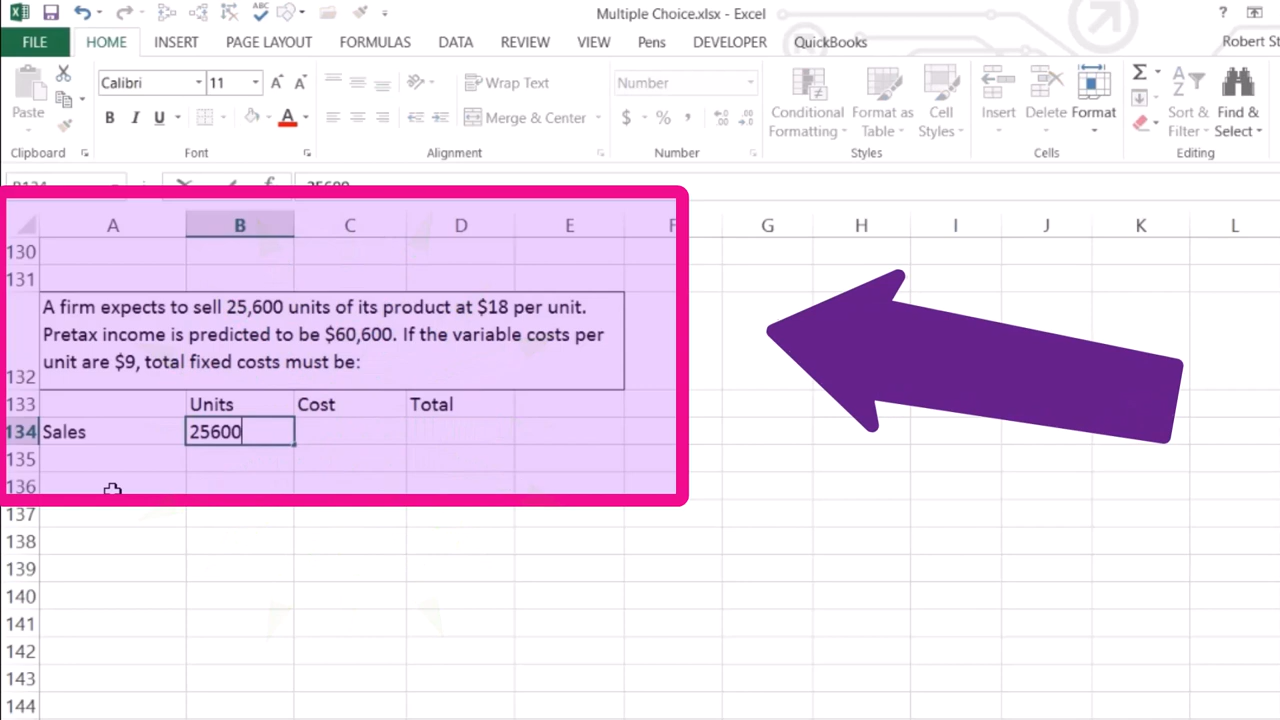 Multiple Choice.xlsx - Excel
?
FILE HOME INSERT PAGE LAYOUT FORMULAS DATA REVIEW VIEW Pens DEVELOPER QuickBooks Robert St
Calibri 11 Wrap Text Number
Paste B I U Merge & Center $ % Conditional Formatting Format as Table Cell Styles Insert Delete Format Sort & Filter Find & Select
Clipboard Font Alignment Number Styles Cells Editing
B134 25600
A B C D E F G H I J K L
130
131
A firm expects to sell 25,600 units of its product at $18 per unit.
Pretax income is predicted to be $60,600. If the variable costs per
unit are $9, total fixed costs must be:
132
133 Units Cost Total
134 Sales 25600
135
136
137
138
139
140
141
142
143
144